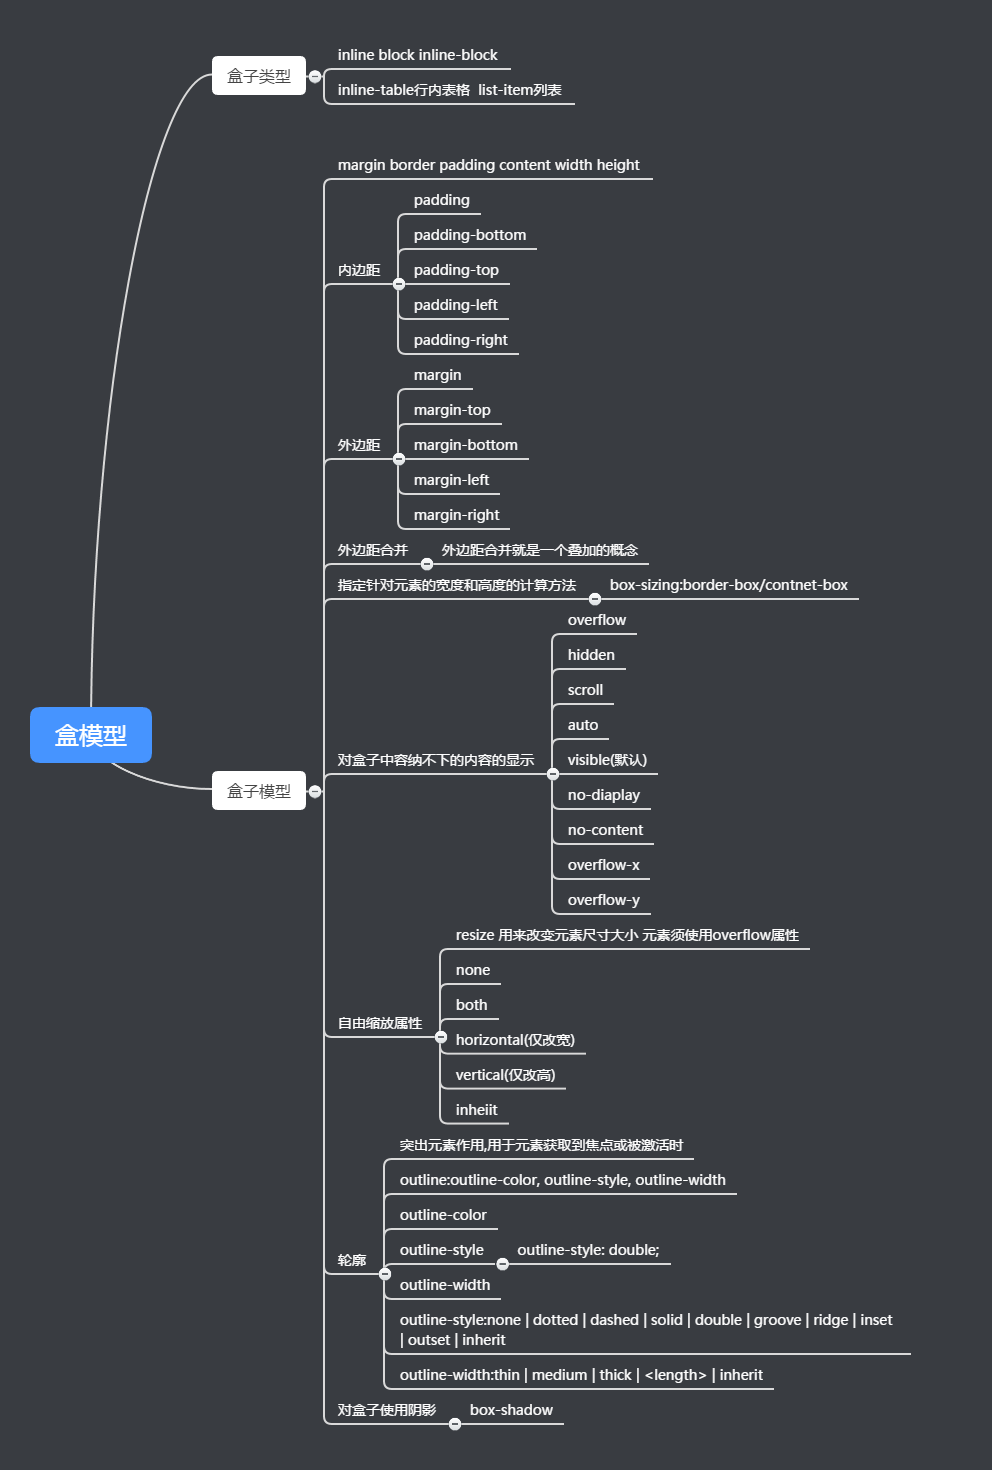 盒模型
盒子类型
inline block inline-block
inline-table行内表格  list-item列表
盒子模型
margin border padding content width height
内边距
padding
padding-bottom
padding-top
padding-left
padding-right
外边距
margin
margin-top
margin-bottom
margin-left
margin-right
外边距合并
外边距合并就是一个叠加的概念
指定针对元素的宽度和高度的计算方法
box-sizing:border-box/contnet-box
对盒子中容纳不下的内容的显示
overflow
hidden
scroll
auto
visible(默认)
no-diaplay
no-content
overflow-x
overflow-y
自由缩放属性
resize 用来改变元素尺寸大小 元素须使用overflow属性
none
both
horizontal(仅改宽)
vertical(仅改高)
inheiit
轮廓
突出元素作用,用于元素获取到焦点或被激活时
outline:outline-color, outline-style, outline-width
outline-color
outline-style
outline-style: double;
outline-width
outline-style:none | dotted | dashed | solid | double | groove | ridge | inset
| outset | inherit
outline-width:thin | medium | thick | <length> | inherit
对盒子使用阴影
box-shadow